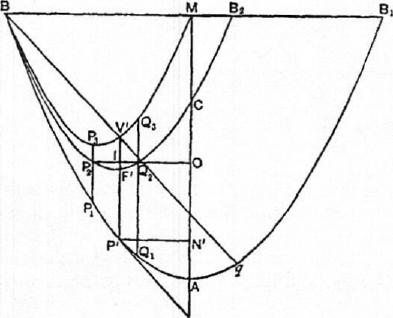 B M B₂ B₁
C
V' Q₃
P₃
P₂ I F' Q₂ O
P₁
P' Q₁ N'
q
A